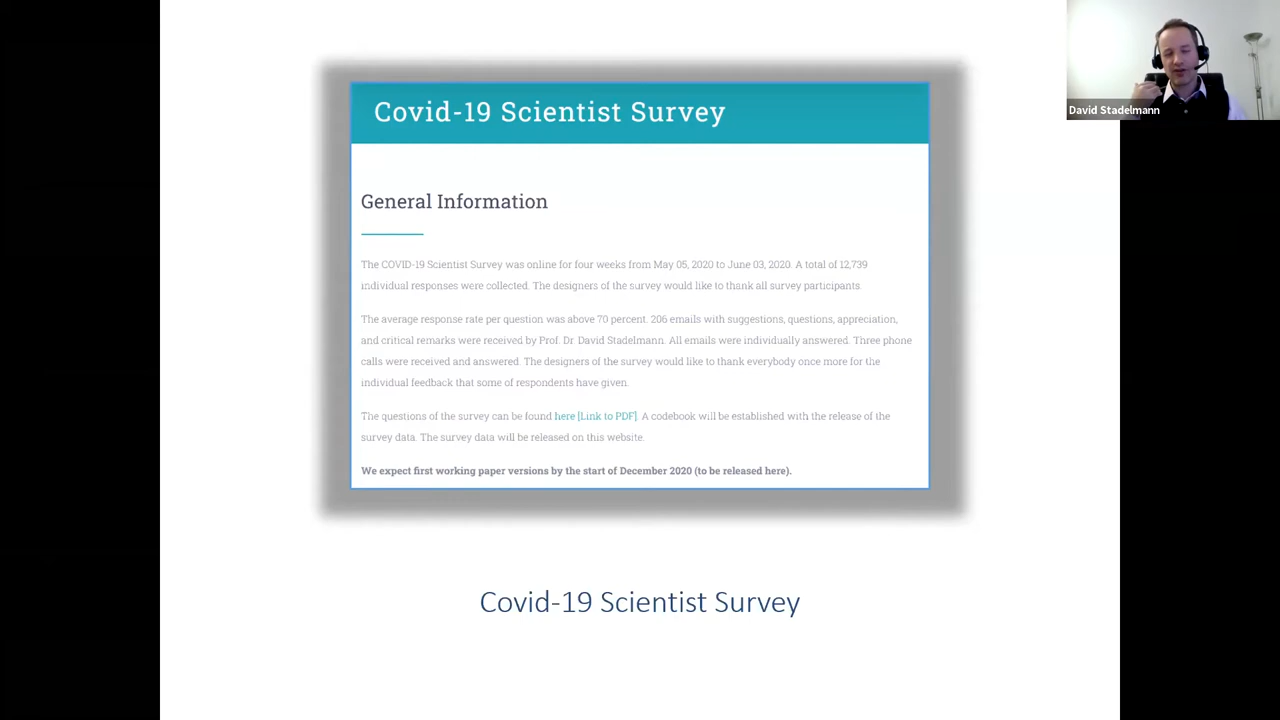 Covid-19 Scientist Survey
General Information
The COVID-19 Scientist Survey was online for four weeks from May 05, 2020 to June 03, 2020. A total of 12,739
individual responses were collected. The designers of the survey would like to thank all survey participants.
The average response rate per question was above 70 percent. 206 emails with suggestions, questions, appreciation,
and critical remarks were received by Prof. Dr. David Stadelmann. All emails were individually answered. Three phone
calls were received and answered. The designers of the survey would like to thank everybody once more for the
individual feedback that some of respondents have given.
The questions of the survey can be found here [Link to PDF]. A codebook will be established with the release of the
survey data. The survey data will be released on this website.
We expect first working paper versions by the start of December 2020 (to be released here).
Covid-19 Scientist Survey
David Stadelmann